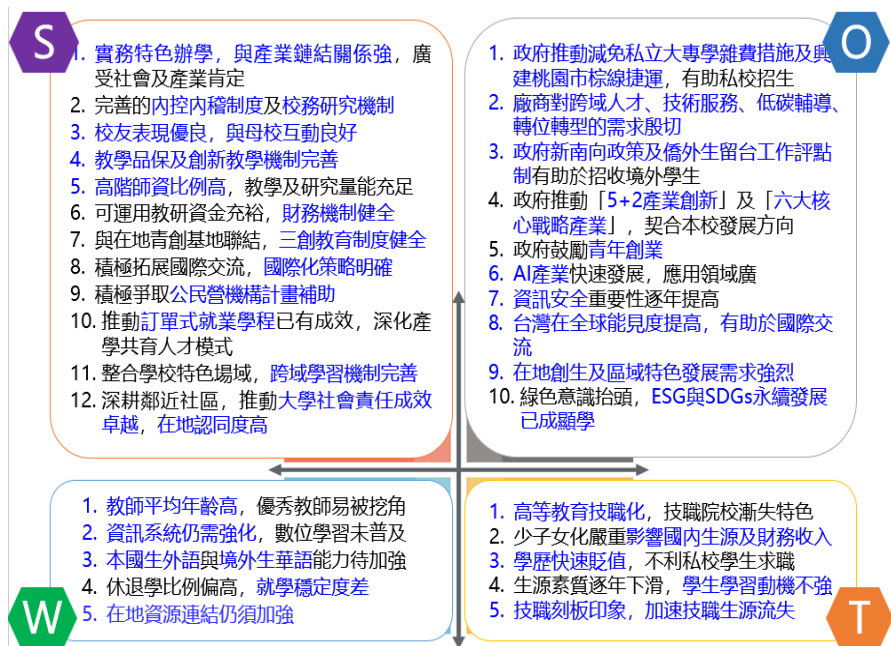 S
1. 實務特色辦學，與產業鏈結關係強，廣
受社會及產業肯定
2. 完善的內控內稽制度及校務研究機制
3. 校友表現優良，與母校互動良好
4. 教學品保及創新教學機制完善
5. 高階師資比例高，教學及研究量能充足
6. 可運用教研資金充裕，財務機制健全
7. 與在地青創基地聯結，三創教育制度健全
8. 積極拓展國際交流，國際化策略明確
9. 積極爭取公民營機構計畫補助
10. 推動訂單式就業學程已有成效，深化產
學共育人才模式
11. 整合學校特色場域，跨域學習機制完善
12. 深耕鄰近社區，推動大學社會責任成效
卓越，在地認同度高
O
1. 政府推動減免私立大專學雜費措施及興
建桃園市棕線捷運，有助私校招生
2. 廠商對跨域人才、技術服務、低碳輔導、
轉位轉型的需求殷切
3. 政府新南向政策及僑外生留台工作評點
制有助於招收境外學生
4. 政府推動「5+2產業創新」及「六大核
心戰略產業」，契合本校發展方向
5. 政府鼓勵青年創業
6. AI產業快速發展，應用領域廣
7. 資訊安全重要性逐年提高
8. 台灣在全球能見度提高，有助於國際交
流
9. 在地創生及區域特色發展需求強烈
10. 綠色意識抬頭，ESG與SDGs永續發展
已成顯學
W
1. 教師平均年齡高，優秀教師易被挖角
2. 資訊系統仍需強化，數位學習未普及
3. 本國生外語與境外生華語能力待加強
4. 休退學比例偏高，就學穩定度差
5. 在地資源連結仍須加強
T
1. 高等教育技職化，技職院校漸失特色
2. 少子女化嚴重影響國內生源及財務收入
3. 學歷快速貶值，不利私校學生求職
4. 生源素質逐年下滑，學生學習動機不強
5. 技職刻板印象，加速技職生源流失